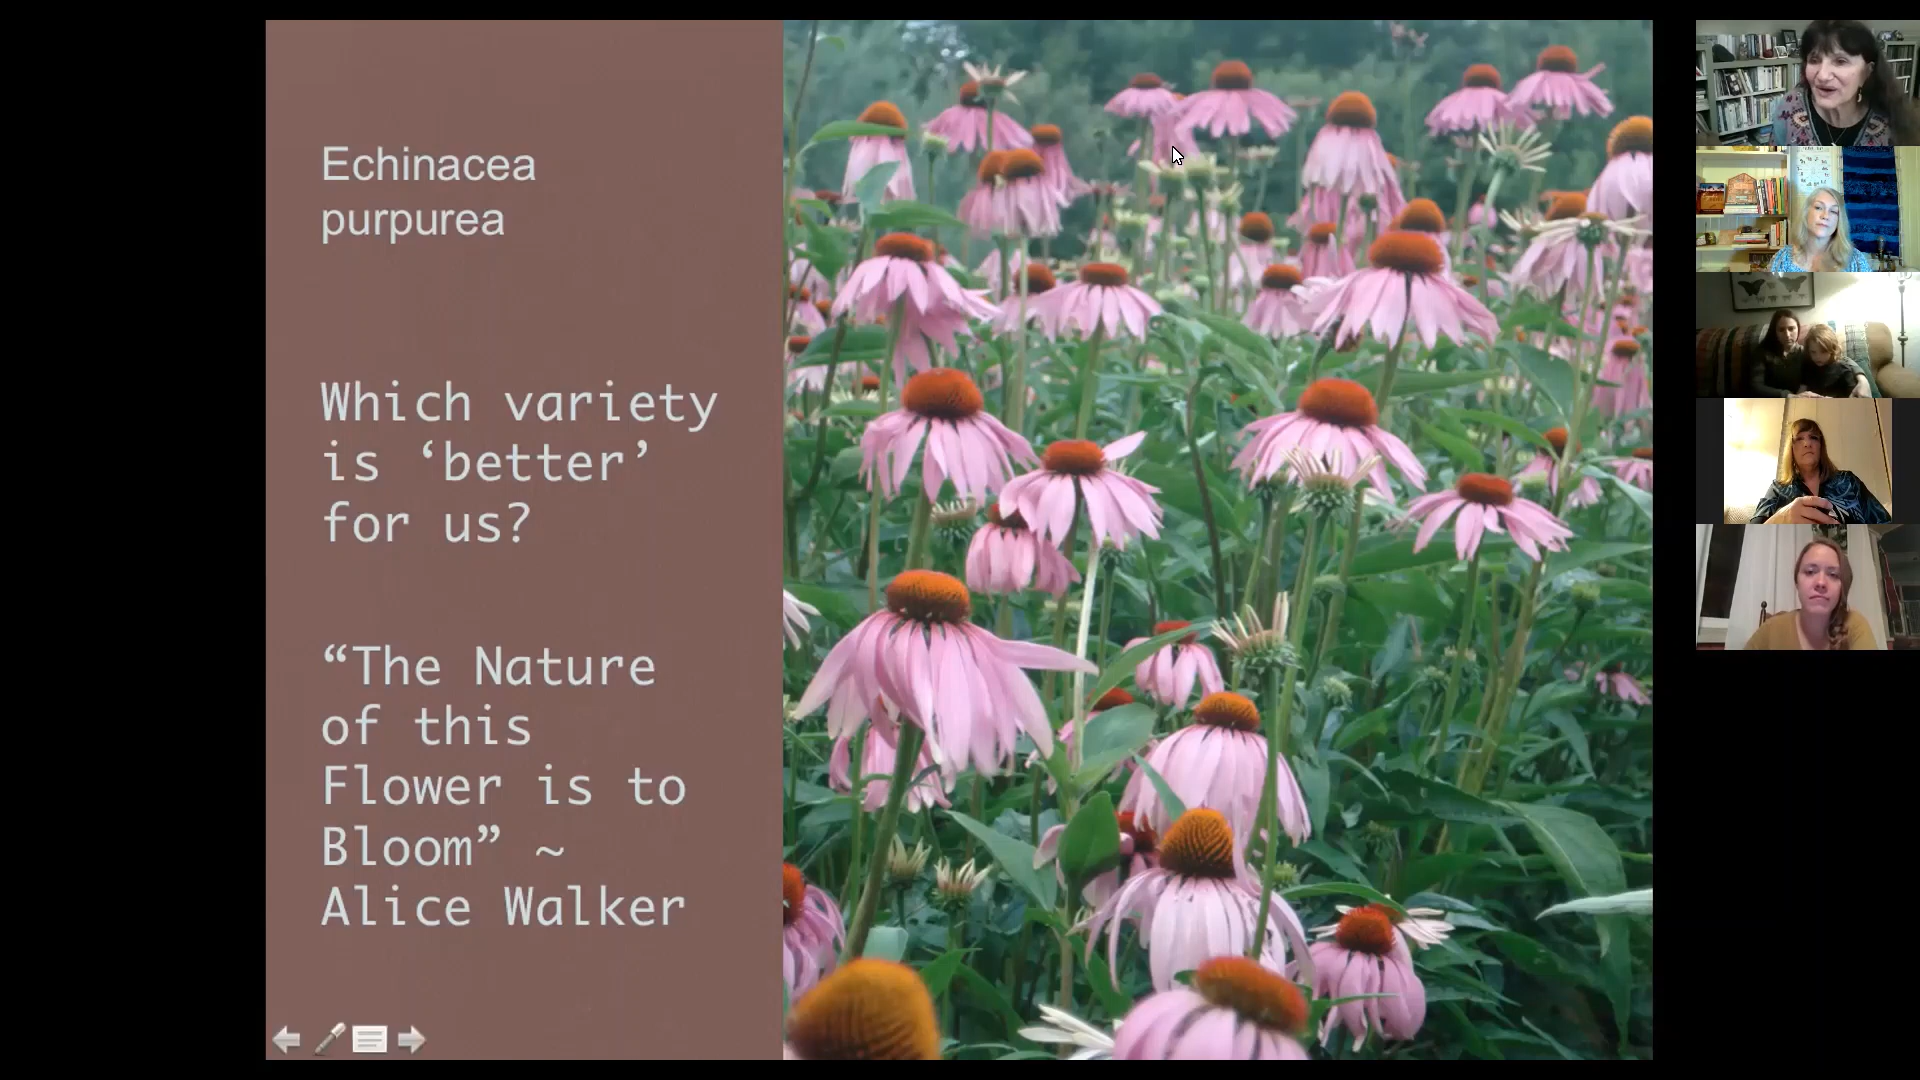 Echinacea
purpurea
Which variety
is ‘better’
for us?
“The Nature
of this
Flower is to
Bloom” ~
Alice Walker